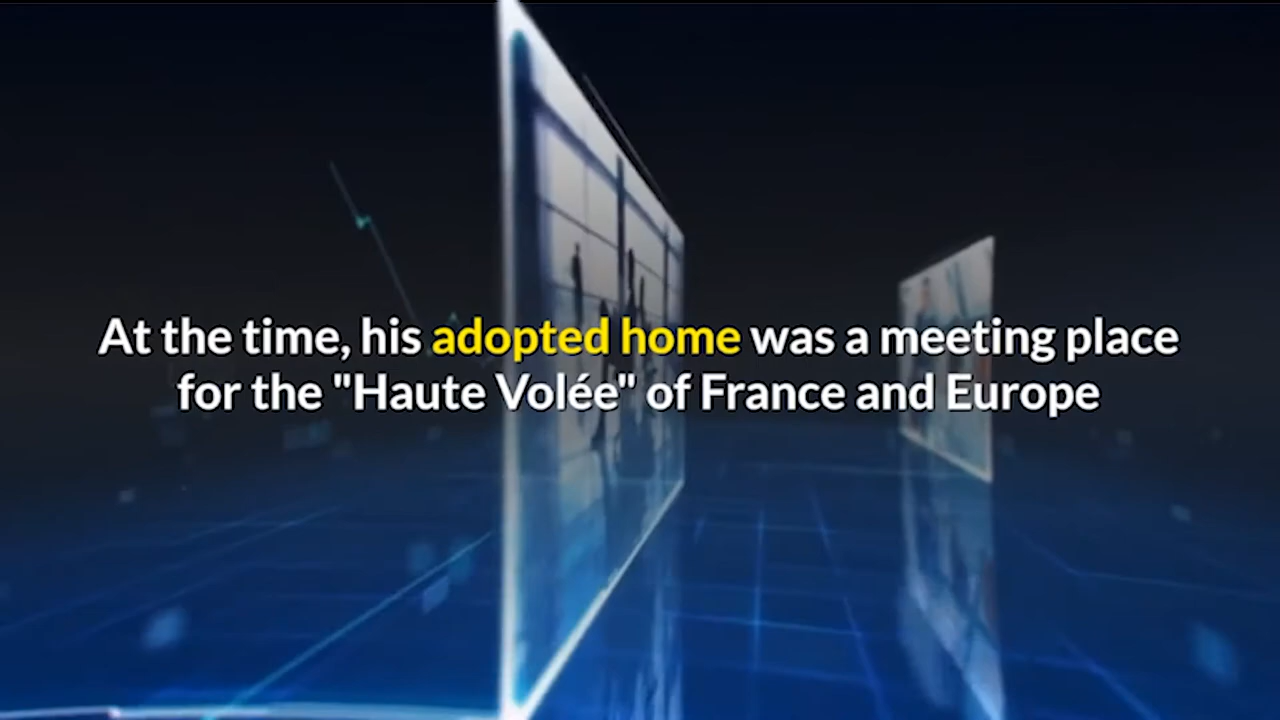 At the time, his adopted home was a meeting place
for the "Haute Volée" of France and Europe